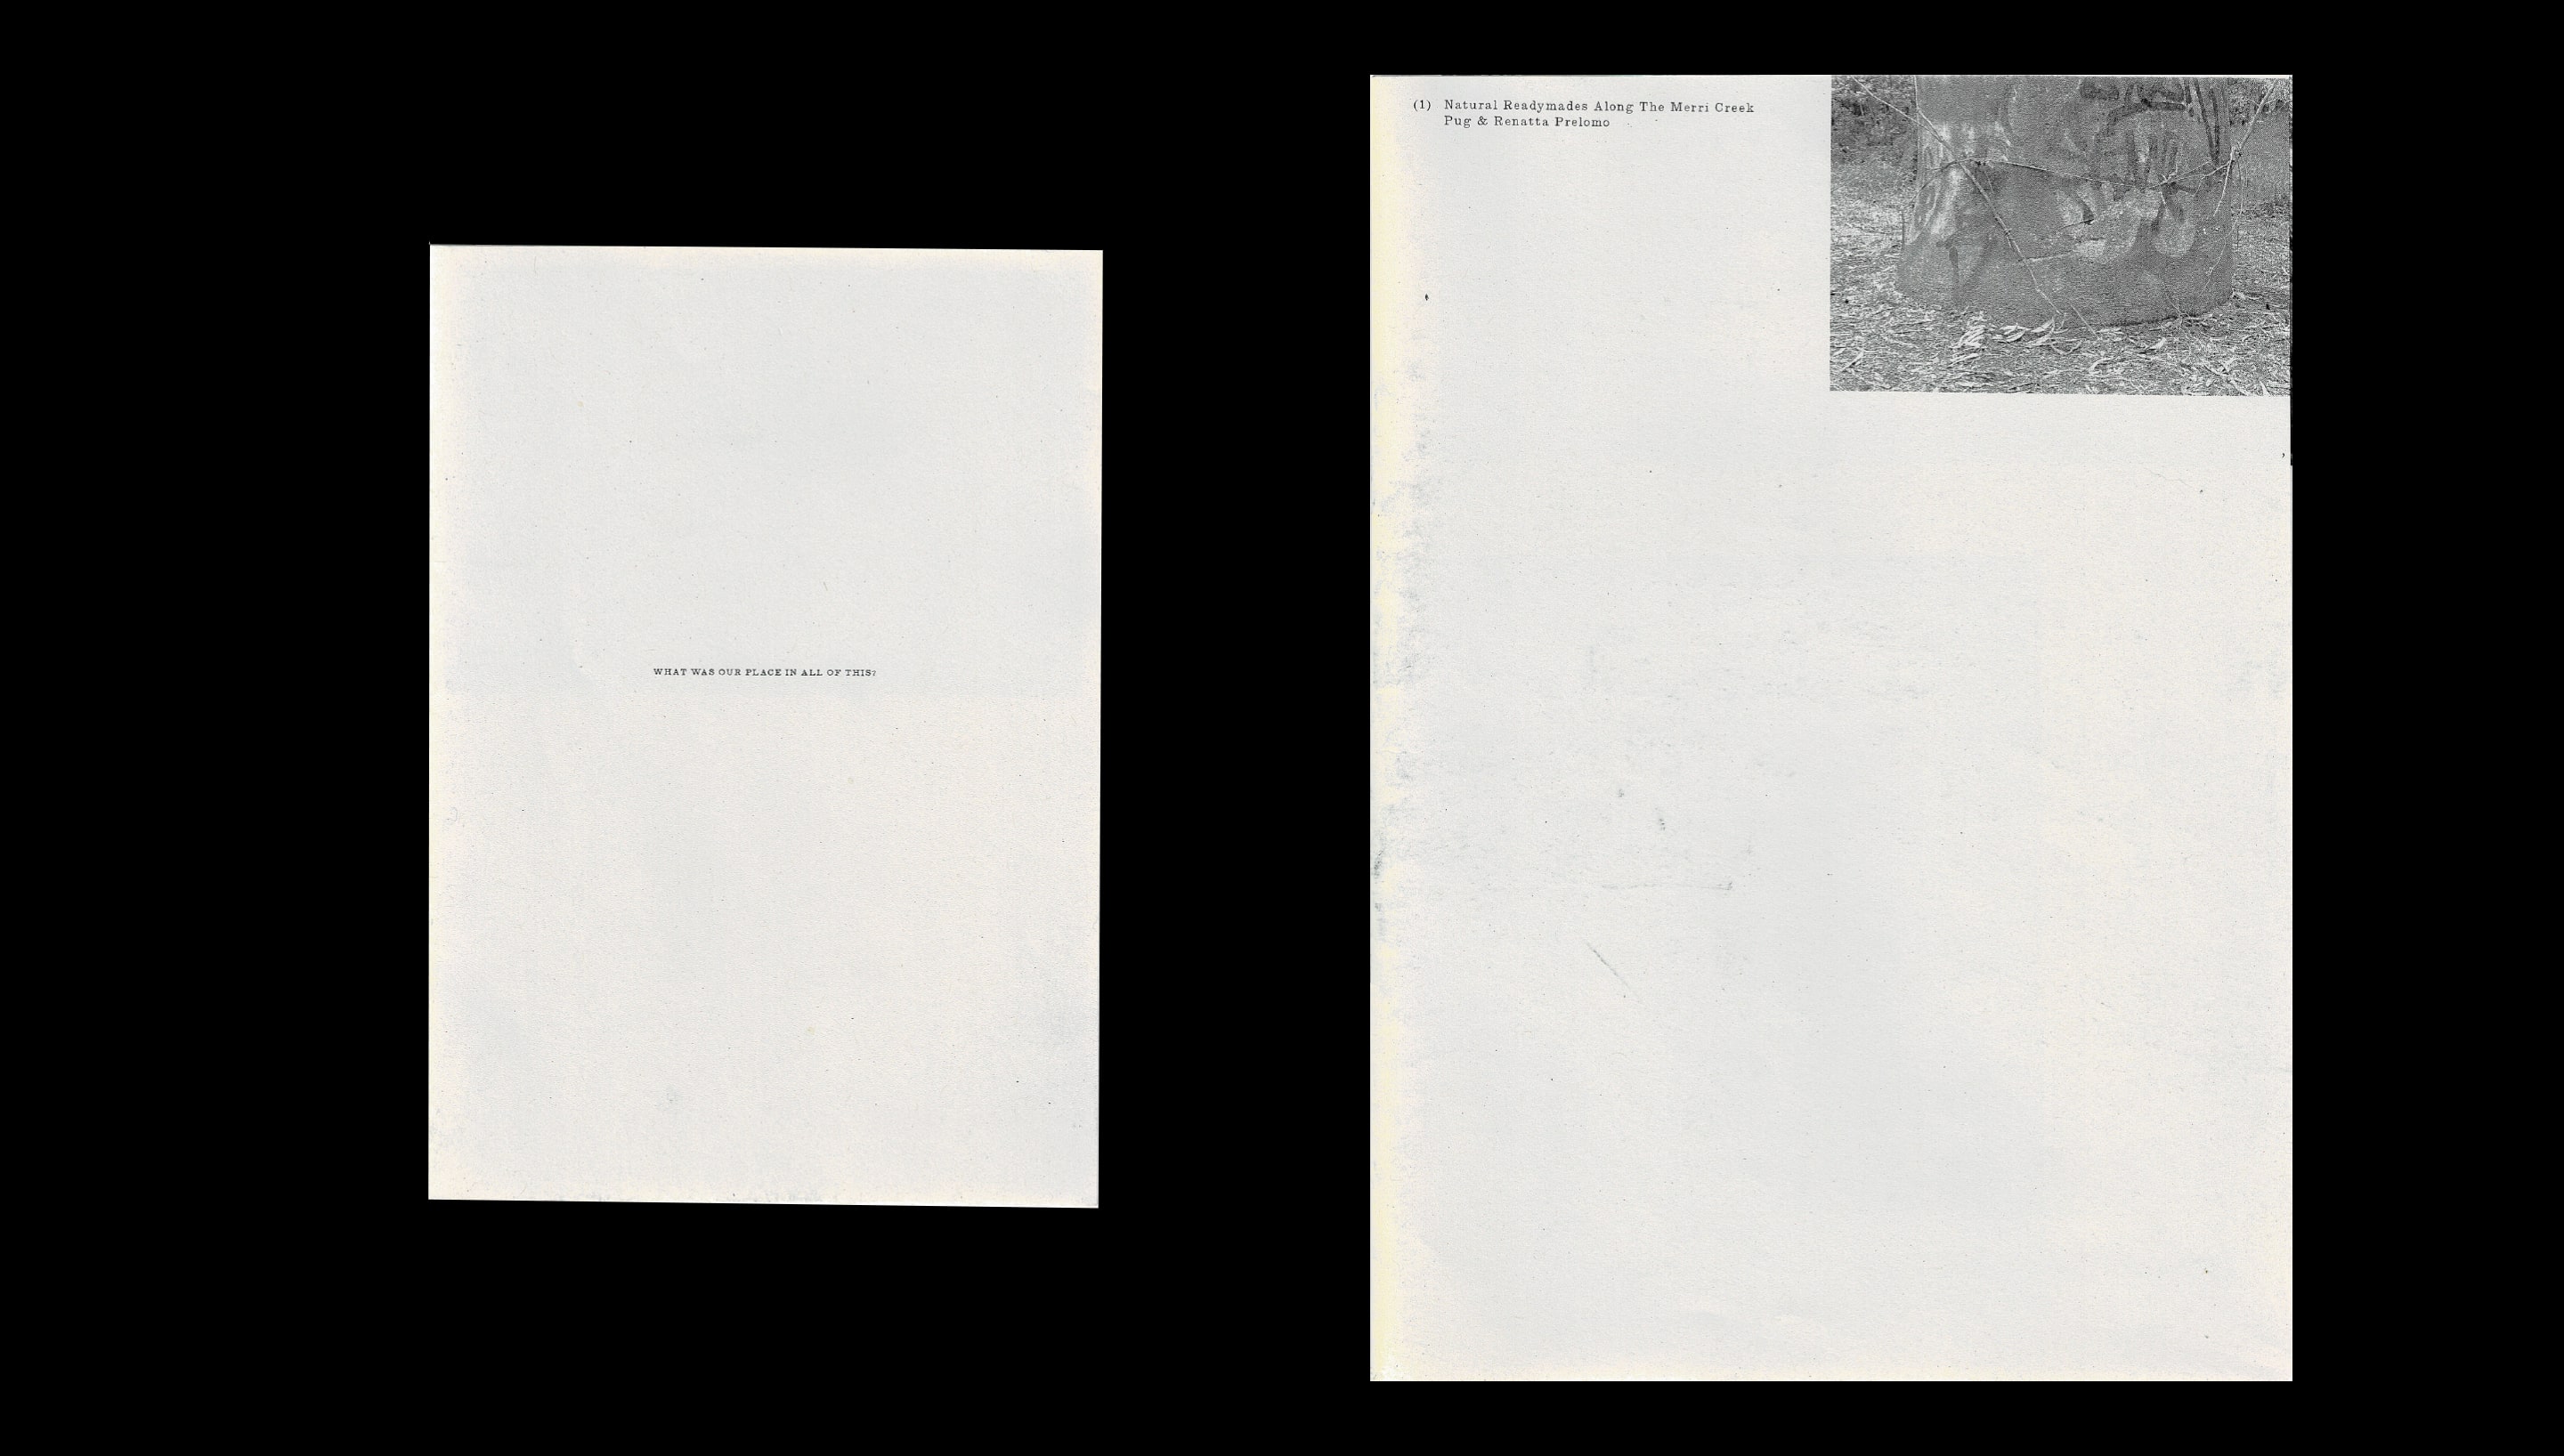 WHAT WAS OUR PLACE IN ALL OF THIS?
(1) Natural Readymades Along The Merri Creek
Pug & Renatta Prelomo